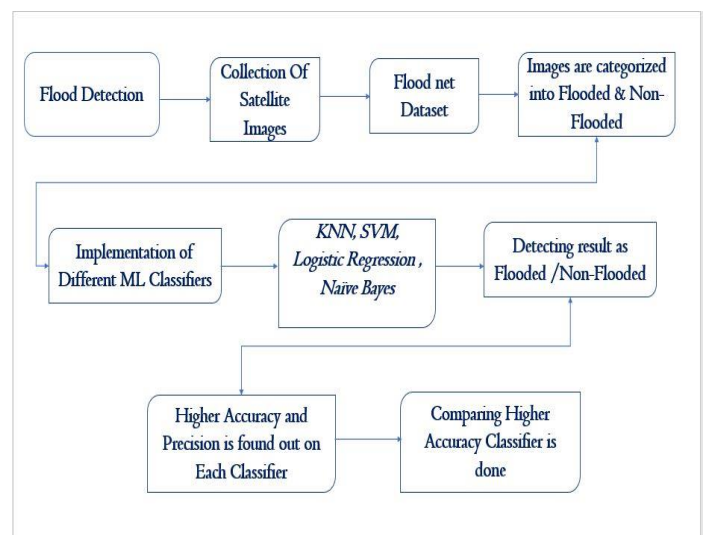 Flood Detection
Collection Of
Satellite
Images
Flood net
Dataset
Images are categorized
into Flooded & Non-
Flooded
Implementation of
Different ML Classifiers
KNN, SVM,
Logistic Regression ,
Naïve Bayes
Detecting result as
Flooded /Non-Flooded
Higher Accuracy and
Precision is found out on
Each Classifier
Comparing Higher
Accuracy Classifier is
done